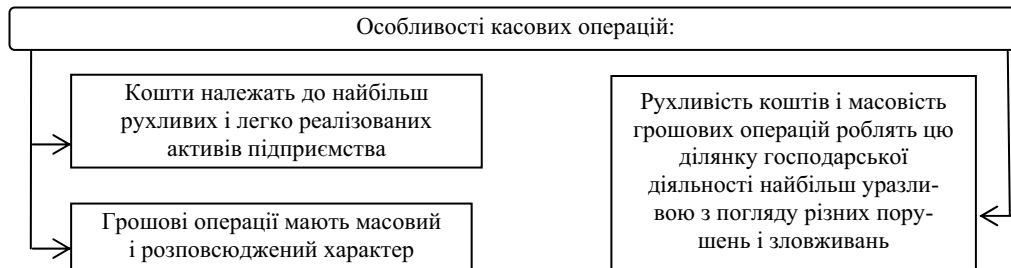 Особливості касових операцій:
Кошти належать до найбільш
рухливих і легко реалізованих
активів підприємства
Грошові операції мають масовий
і розповсюджений характер
Рухливість коштів і масовість
грошових операцій роблять цю
ділянку господарської
діяльності найбільш уразли-
вою з погляду різних пору-
шень і зловживань